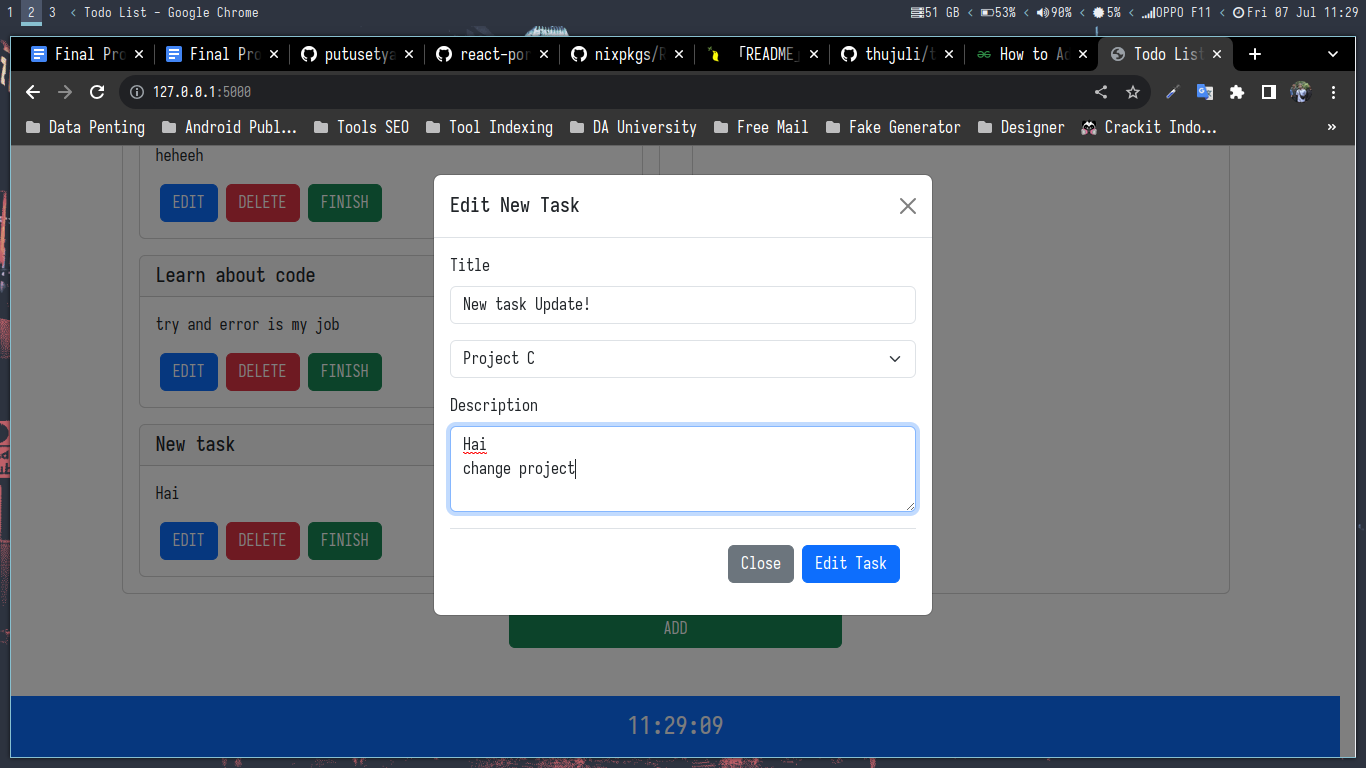 1 2 3 < Todo List - Google Chrome 51 GB < 53% < 90% < 5% < OPPO F11 < Fri 07 Jul 11:29
Final Pro Final Pro putusetya react-por nixpkgs/R 「README」 thujuli/t How to Ad Todo List
127.0.0.1:5000
Data Penting Android Publ... Tools SEO Tool Indexing DA University Free Mail Fake Generator Designer Crackit Indo... »
heheeh
EDIT DELETE FINISH
Learn about code
try and error is my job
EDIT DELETE FINISH
New task
Hai
EDIT DELETE FINISH
Edit New Task
Title
New task Update!
Project C
Description
Hai
change project
Close Edit Task
ADD
11:29:09